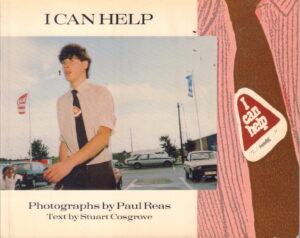 I CAN HELP
I
can
help
Photographs by Paul Reas
Text by Stuart Cosgrove